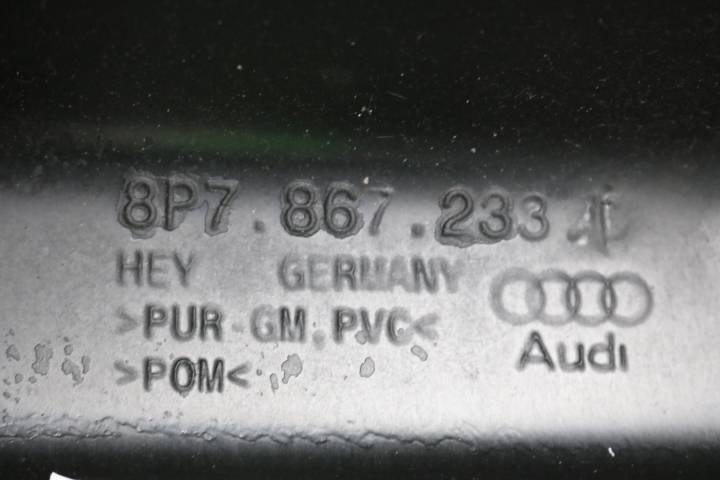 8P7.867.233
HEY GERMANY
>PUR-GM.PVC<
>POM<
Audi